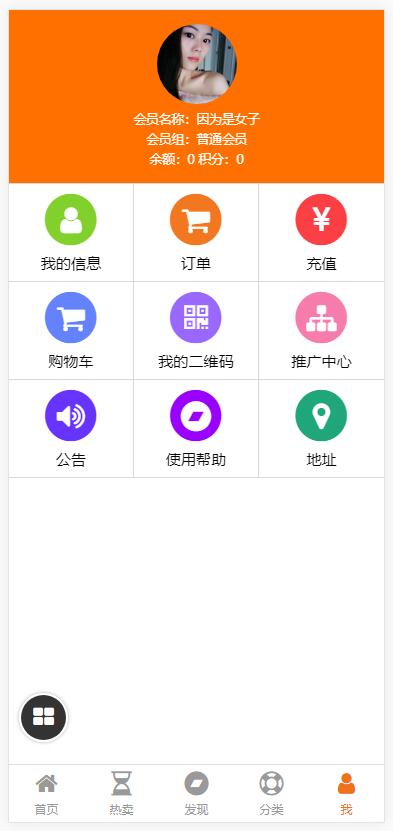 会员名称：因为是女子
会员组：普通会员
余额：0 积分：0
我的信息
订单
充值
购物车
我的二维码
推广中心
公告
使用帮助
地址
首页
热卖
发现
分类
我